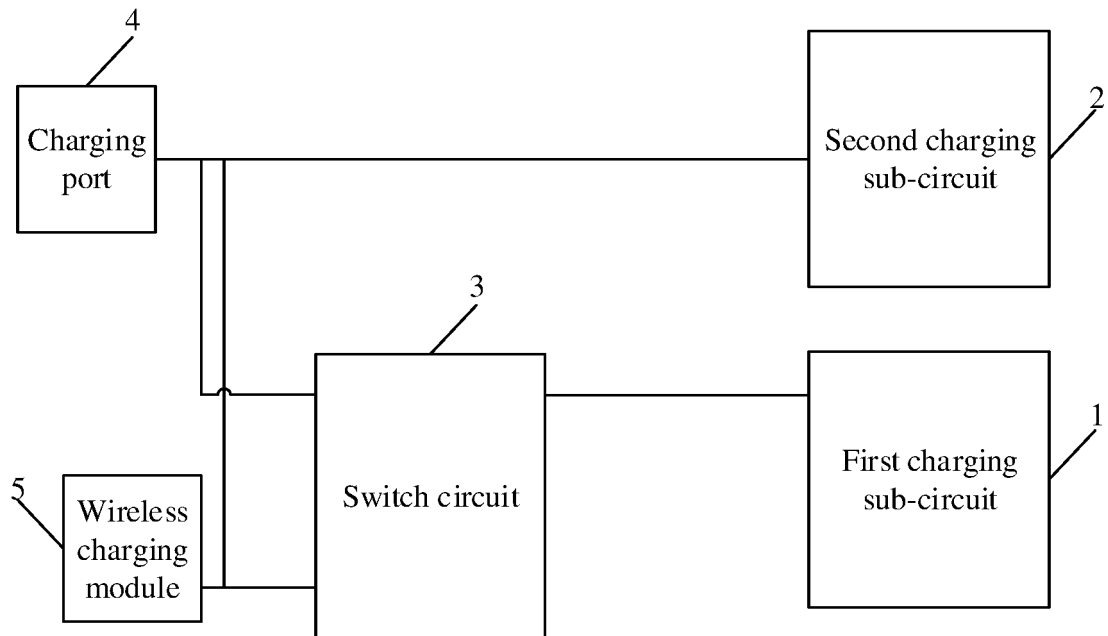 4
Charging
port
2
Second charging
sub-circuit
3
Switch circuit
1
First charging
sub-circuit
5
Wireless
charging
module